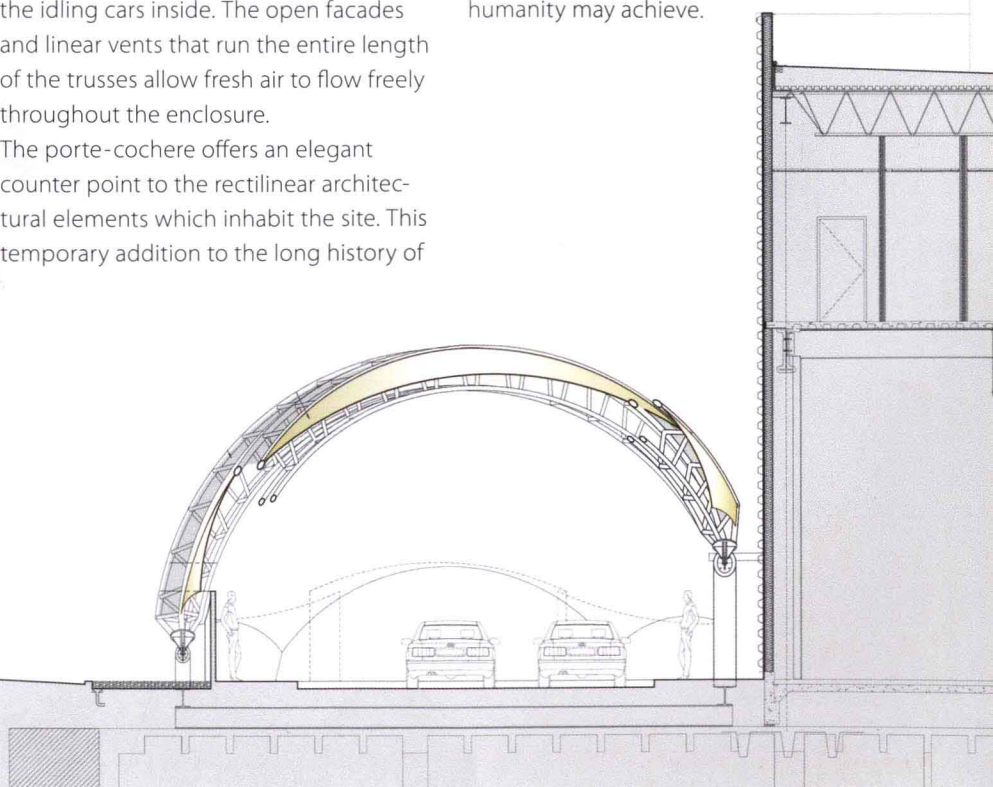 the idling cars inside. The open facades
and linear vents that run the entire length
of the trusses allow fresh air to flow freely
throughout the enclosure.
The porte-cochere offers an elegant
counter point to the rectilinear architec-
tural elements which inhabit the site. This
temporary addition to the long history of
humanity may achieve.